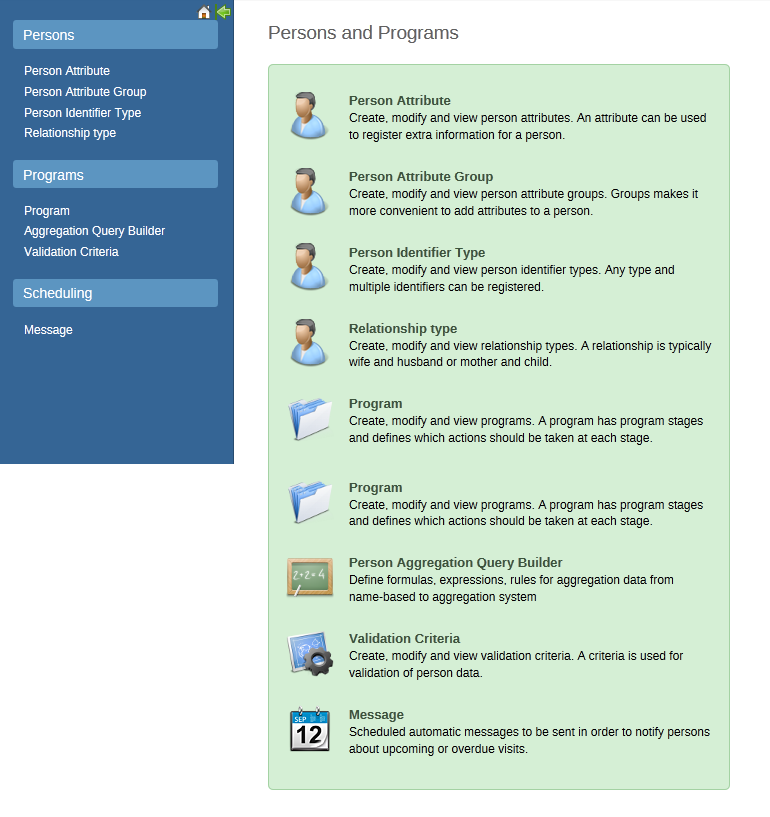 Persons
Person Attribute
Person Attribute Group
Person Identifier Type
Relationship type
Programs
Program
Aggregation Query Builder
Validation Criteria
Scheduling
Message
Persons and Programs
Person Attribute
Create, modify and view person attributes. An attribute can be used
to register extra information for a person.
Person Attribute Group
Create, modify and view person attribute groups. Groups makes it
more convenient to add attributes to a person.
Person Identifier Type
Create, modify and view person identifier types. Any type and
multiple identifiers can be registered.
Relationship type
Create, modify and view relationship types. A relationship is typically
wife and husband or mother and child.
Program
Create, modify and view programs. A program has program stages
and defines which actions should be taken at each stage.
Program
Create, modify and view programs. A program has program stages
and defines which actions should be taken at each stage.
2+2=4
Person Aggregation Query Builder
Define formulas, expressions, rules for aggregation data from
name-based to aggregation system
Validation Criteria
Create, modify and view validation criteria. A criteria is used for
validation of person data.
SEP
12
Message
Scheduled automatic messages to be sent in order to notify persons
about upcoming or overdue visits.